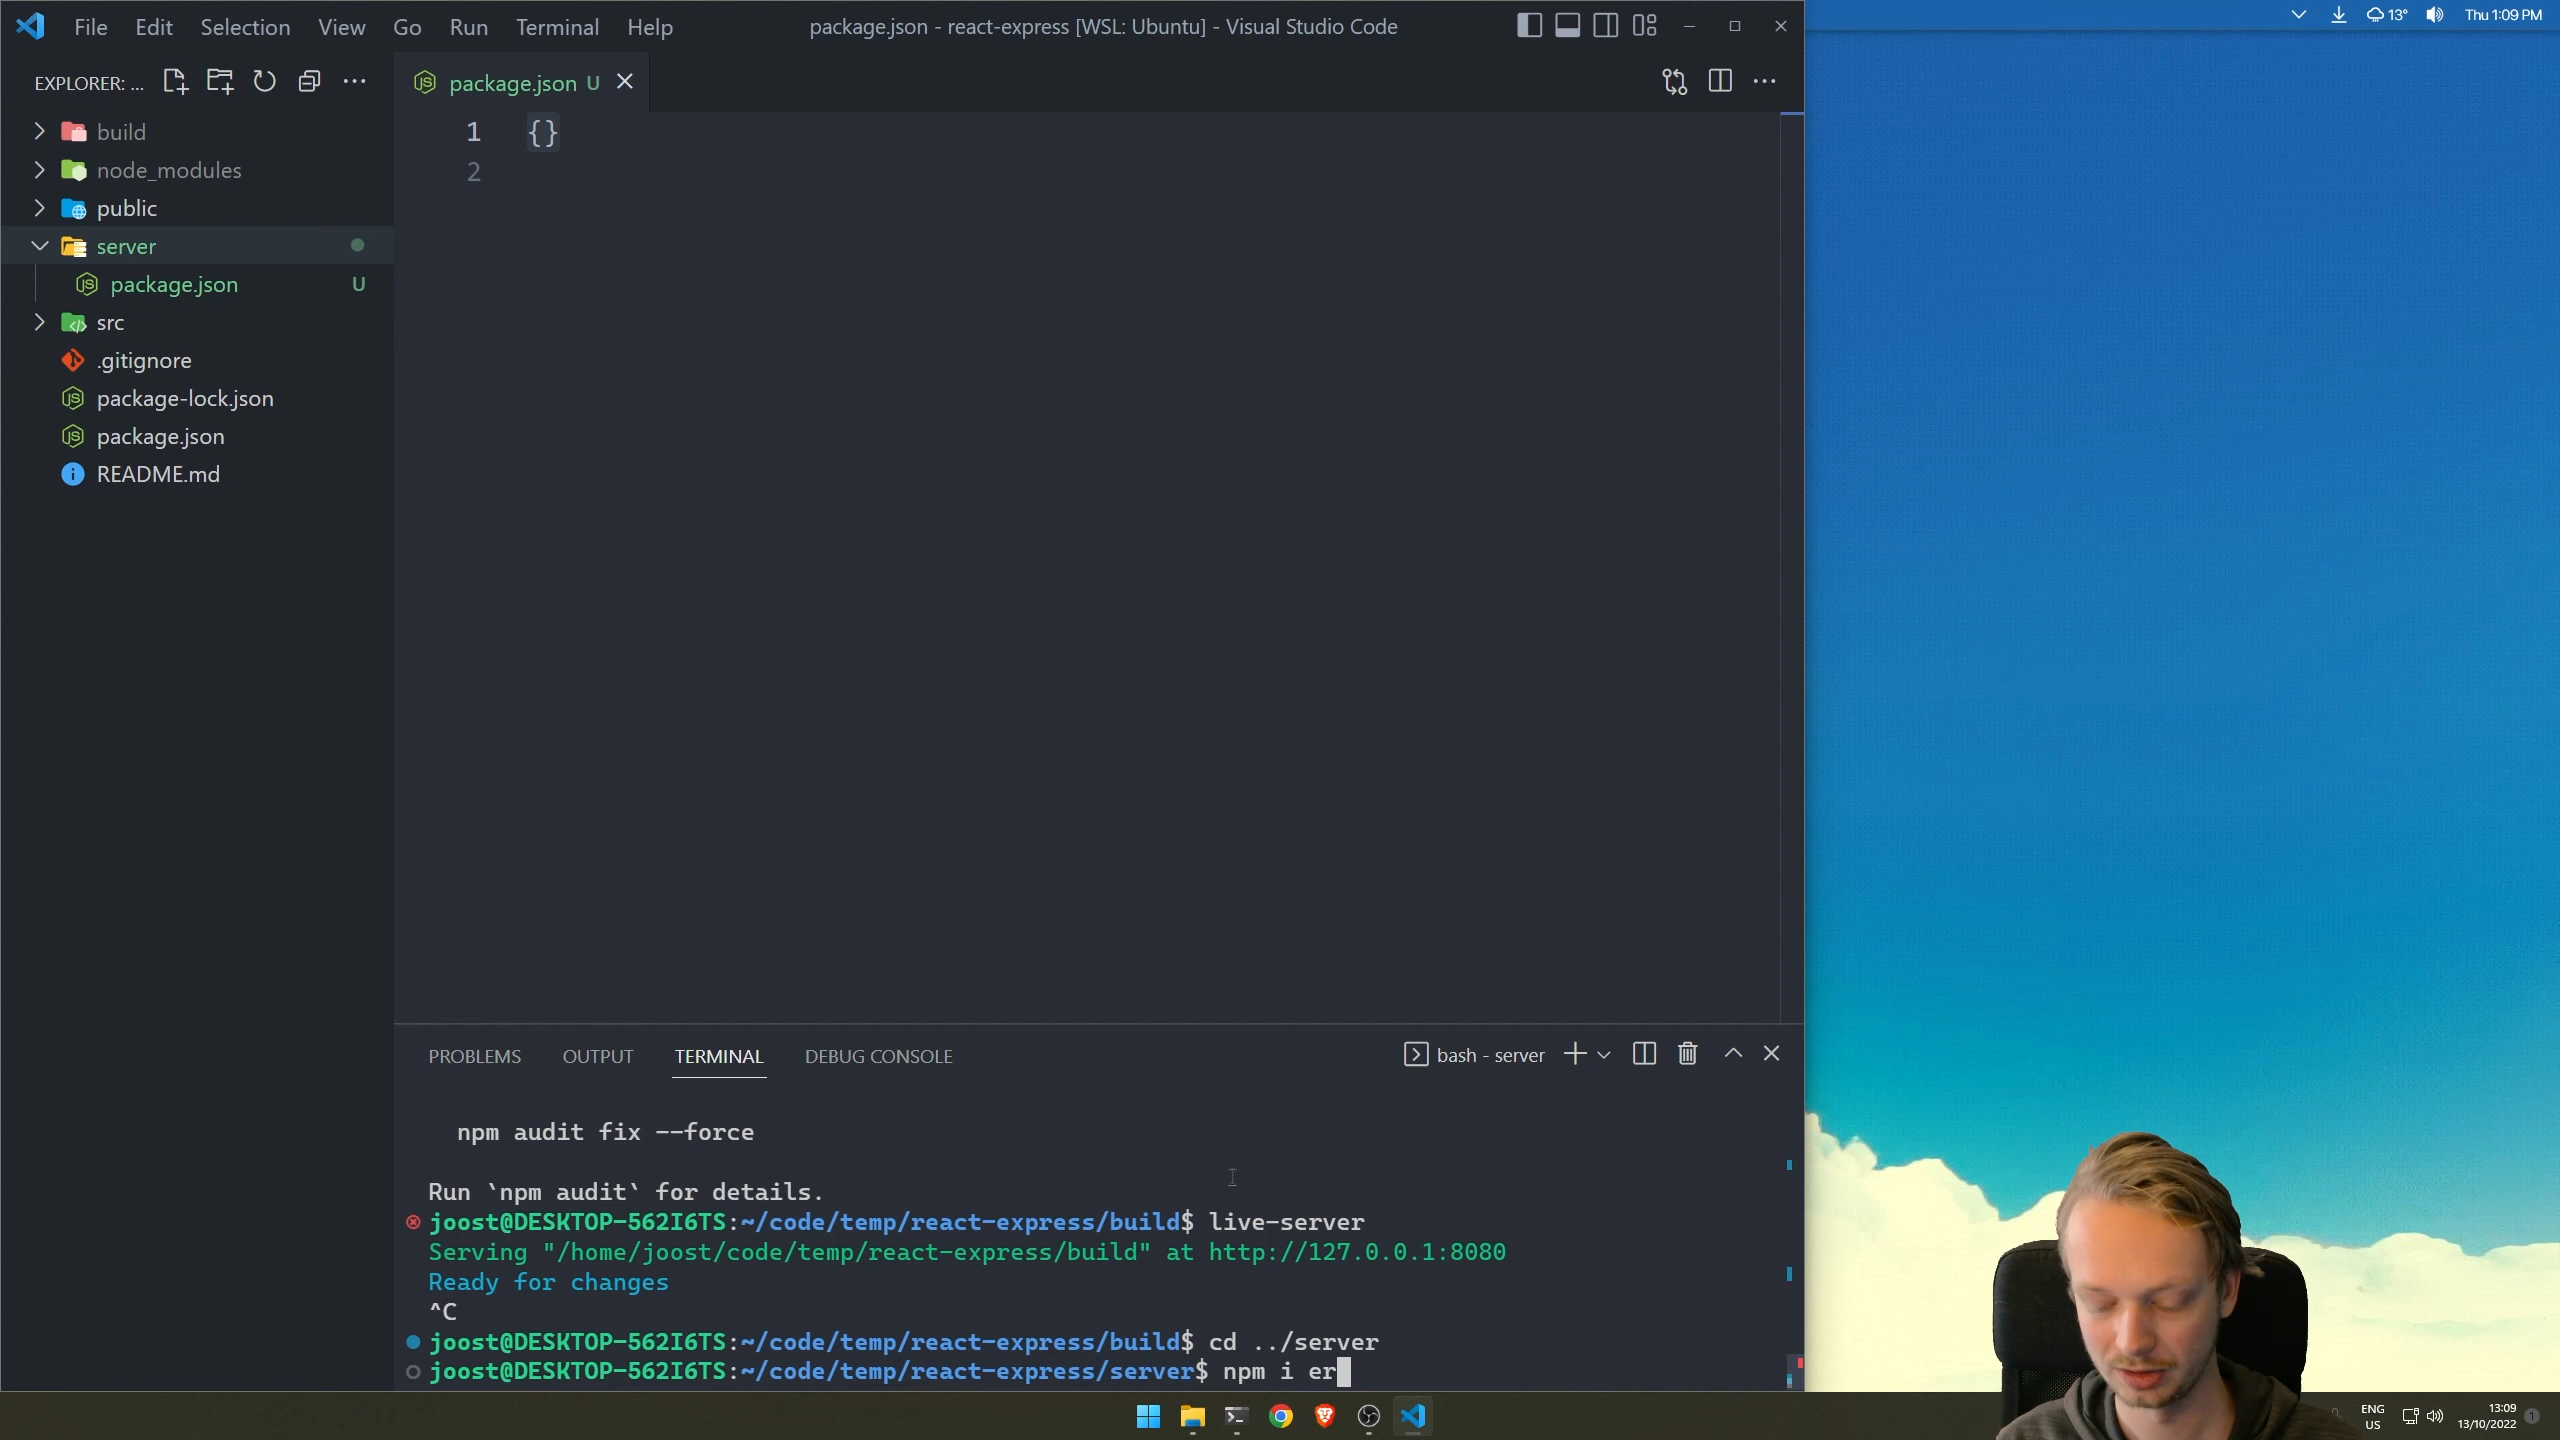 File Edit Selection View Go Run Terminal Help
package.json - react-express [WSL: Ubuntu] - Visual Studio Code
13° Thu 1:09 PM
EXPLORER: ...
package.json U
build
node_modules
public
server
package.json U
src
.gitignore
package-lock.json
package.json
README.md
1 {}
2
PROBLEMS OUTPUT TERMINAL DEBUG CONSOLE
bash - server
npm audit fix --force
Run `npm audit` for details.
joost@DESKTOP-562I6TS:~/code/temp/react-express/build$ live-server
Serving "/home/joost/code/temp/react-express/build" at http://127.0.0.1:8080
Ready for changes
^C
joost@DESKTOP-562I6TS:~/code/temp/react-express/build$ cd ../server
joost@DESKTOP-562I6TS:~/code/temp/react-express/server$ npm i er
ENG
US
13:09
13/10/2022
1